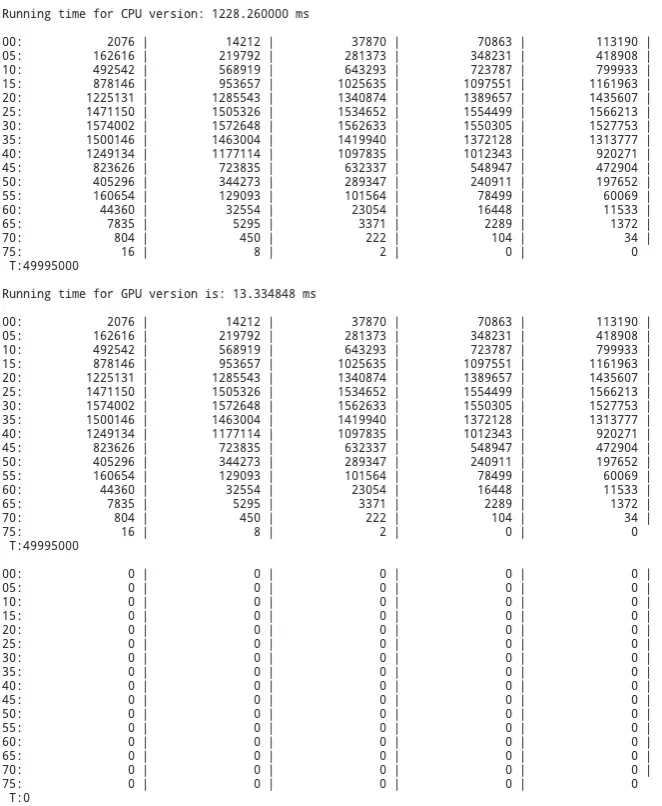 Running time for CPU version: 1228.260000 ms
00: 2076 | 14212 | 37870 | 70863 | 113190 |
05: 162616 | 219792 | 281373 | 348231 | 418908 |
10: 492542 | 568919 | 643293 | 723787 | 799933 |
15: 878146 | 953657 | 1025635 | 1097551 | 1161963 |
20: 1225131 | 1285543 | 1340874 | 1389657 | 1435607 |
25: 1471150 | 1505326 | 1534652 | 1554499 | 1566213 |
30: 1574002 | 1572648 | 1562633 | 1550305 | 1527753 |
35: 1500146 | 1463004 | 1419940 | 1372128 | 1313777 |
40: 1249134 | 1177114 | 1097835 | 1012343 | 920271 |
45: 823626 | 723835 | 632337 | 548947 | 472904 |
50: 405296 | 344273 | 289347 | 240911 | 197652 |
55: 160654 | 129093 | 101564 | 78499 | 60069 |
60: 44360 | 32554 | 23054 | 16448 | 11533 |
65: 7835 | 5295 | 3371 | 2289 | 1372 |
70: 804 | 450 | 222 | 104 | 34 |
75: 16 | 8 | 2 | 0 | 0
T:49995000
Running time for GPU version is: 13.334848 ms
00: 2076 | 14212 | 37870 | 70863 | 113190 |
05: 162616 | 219792 | 281373 | 348231 | 418908 |
10: 492542 | 568919 | 643293 | 723787 | 799933 |
15: 878146 | 953657 | 1025635 | 1097551 | 1161963 |
20: 1225131 | 1285543 | 1340874 | 1389657 | 1435607 |
25: 1471150 | 1505326 | 1534652 | 1554499 | 1566213 |
30: 1574002 | 1572648 | 1562633 | 1550305 | 1527753 |
35: 1500146 | 1463004 | 1419940 | 1372128 | 1313777 |
40: 1249134 | 1177114 | 1097835 | 1012343 | 920271 |
45: 823626 | 723835 | 632337 | 548947 | 472904 |
50: 405296 | 344273 | 289347 | 240911 | 197652 |
55: 160654 | 129093 | 101564 | 78499 | 60069 |
60: 44360 | 32554 | 23054 | 16448 | 11533 |
65: 7835 | 5295 | 3371 | 2289 | 1372 |
70: 804 | 450 | 222 | 104 | 34 |
75: 16 | 8 | 2 | 0 | 0
T:49995000
00: 0 | 0 | 0 | 0 | 0 |
05: 0 | 0 | 0 | 0 | 0 |
10: 0 | 0 | 0 | 0 | 0 |
15: 0 | 0 | 0 | 0 | 0 |
20: 0 | 0 | 0 | 0 | 0 |
25: 0 | 0 | 0 | 0 | 0 |
30: 0 | 0 | 0 | 0 | 0 |
35: 0 | 0 | 0 | 0 | 0 |
40: 0 | 0 | 0 | 0 | 0 |
45: 0 | 0 | 0 | 0 | 0 |
50: 0 | 0 | 0 | 0 | 0 |
55: 0 | 0 | 0 | 0 | 0 |
60: 0 | 0 | 0 | 0 | 0 |
65: 0 | 0 | 0 | 0 | 0 |
70: 0 | 0 | 0 | 0 | 0 |
75: 0 | 0 | 0 | 0 | 0
T:0